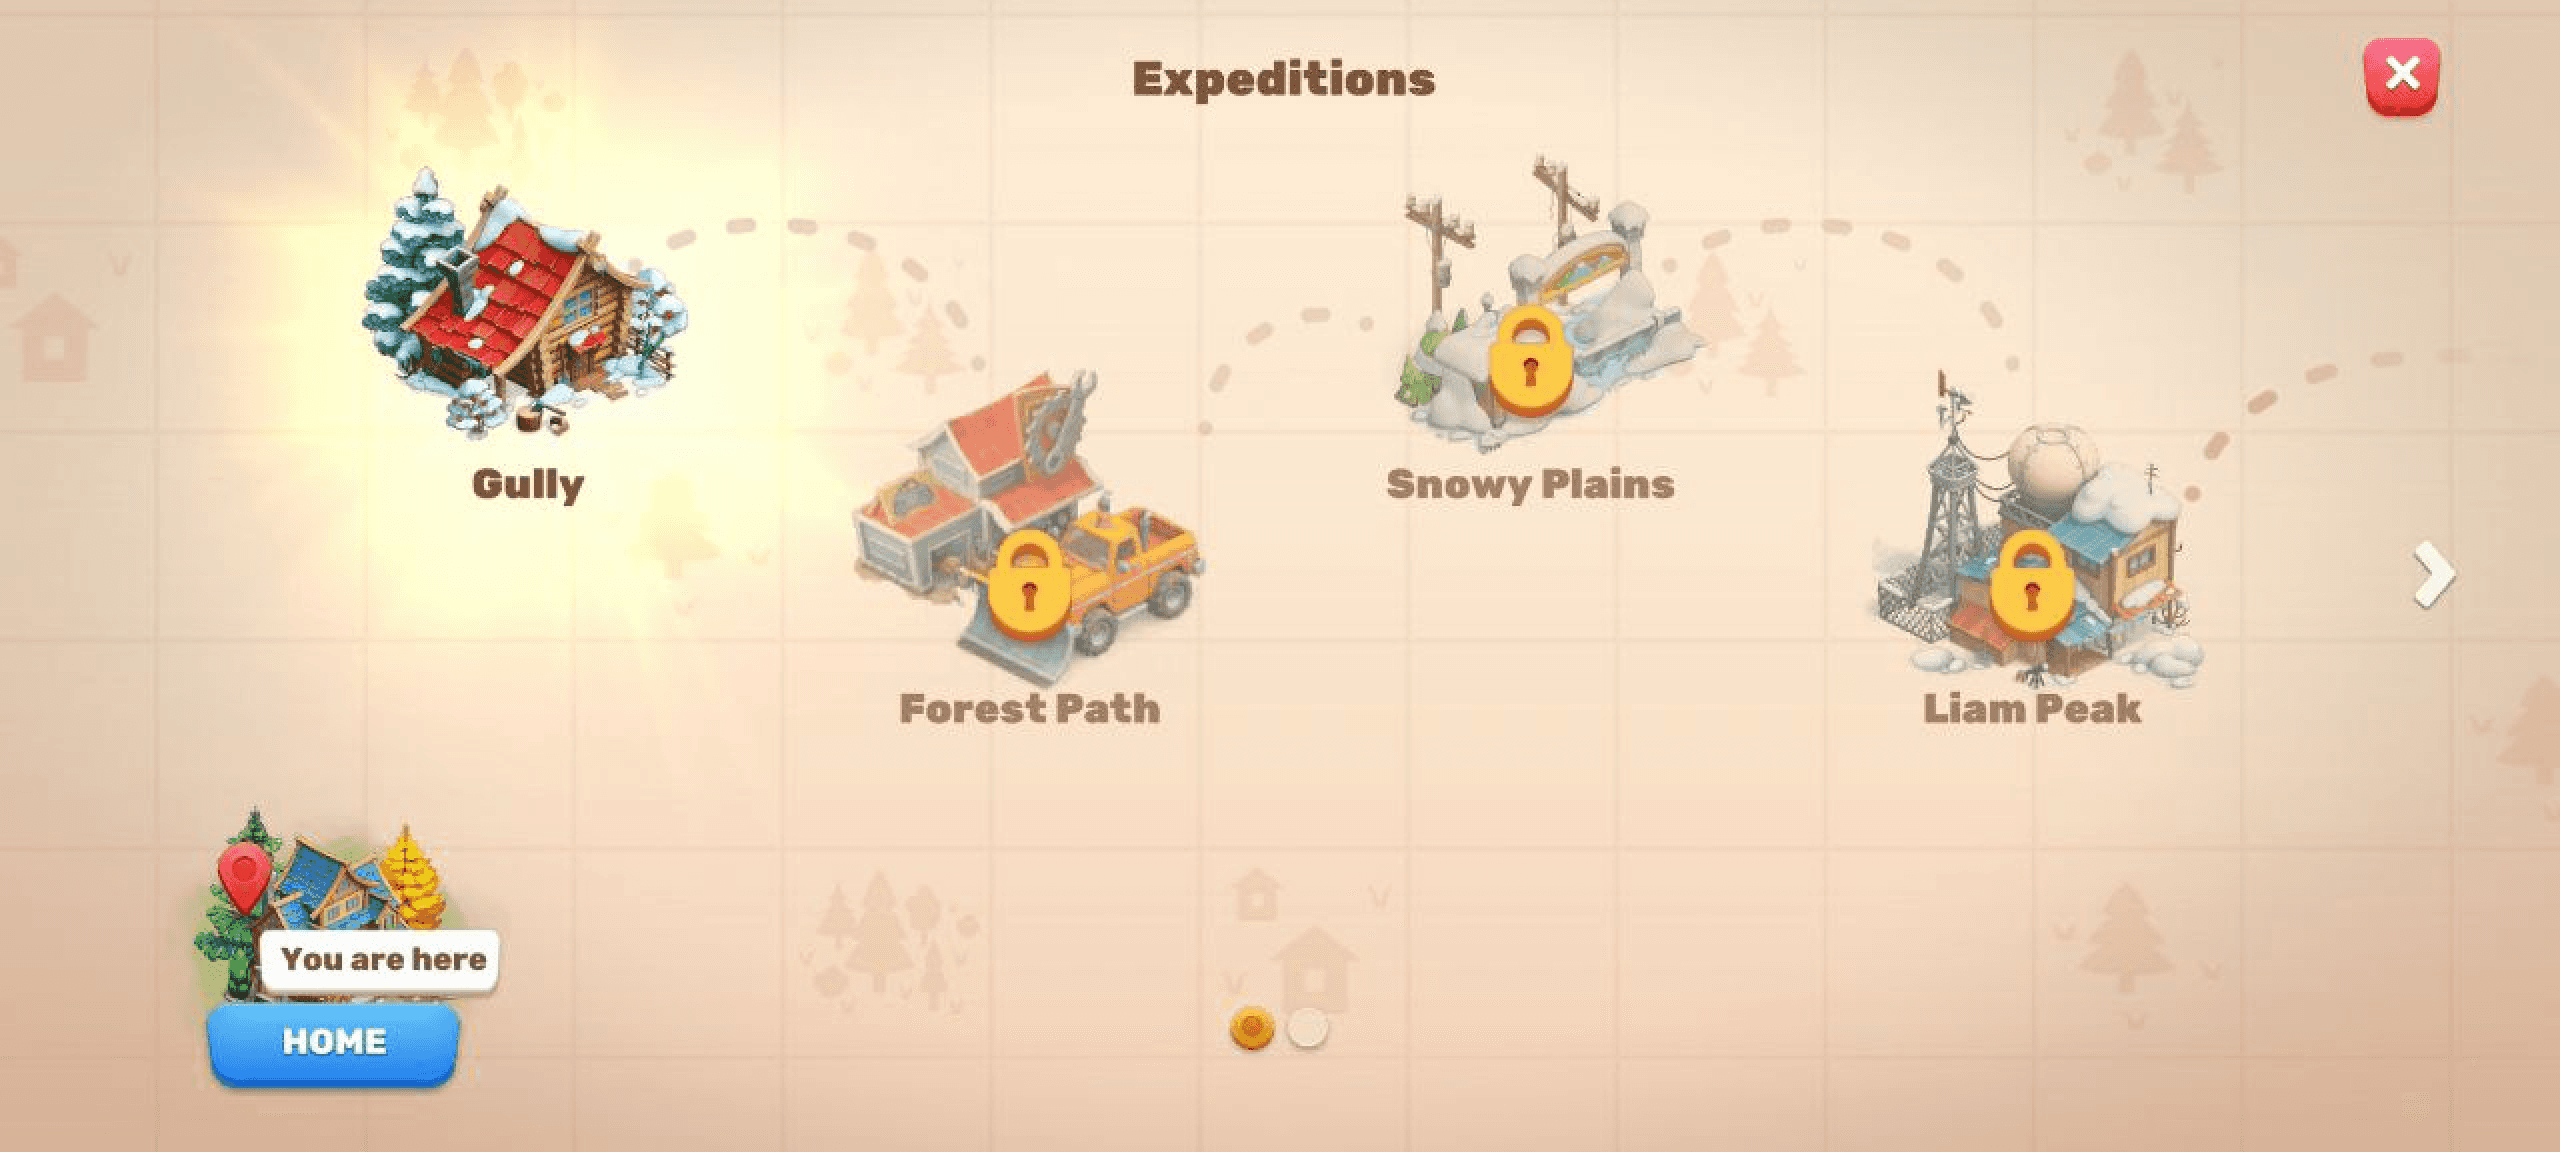 Expeditions
Gully
Snowy Plains
Forest Path
Liam Peak
You are here
HOME